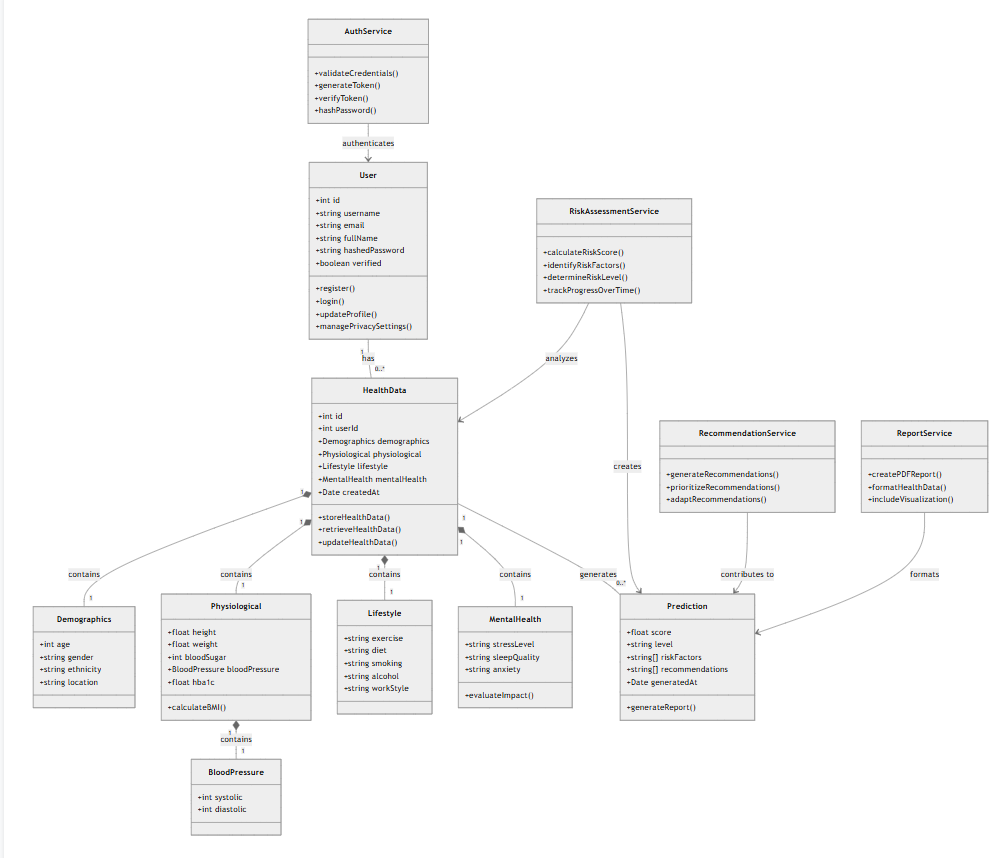 AuthService
+validateCredentials()
+generateToken()
+verifyToken()
+hashPassword()
authenticates
User
+int id
+string username
+string email
+string fullName
+string hashedPassword
+boolean verified
+register()
+login()
+updateProfile()
+managePrivacySettings()
RiskAssessmentService
+calculateRiskScore()
+identifyRiskFactors()
+determineRiskLevel()
+trackProgressOverTime()
1
has
0..*
analyzes
creates
HealthData
+int id
+int userId
+Demographics demographics
+Physiological physiological
+Lifestyle lifestyle
+MentalHealth mentalHealth
+Date createdAt
+storeHealthData()
+retrieveHealthData()
+updateHealthData()
RecommendationService
+generateRecommendations()
+prioritizeRecommendations()
+adaptRecommendations()
ReportService
+createPDFReport()
+formatHealthData()
+includeVisualization()
1
1
1
1
1
contains
contains
contains
contains
generates
contributes to
formats
1
1
1
1
0..*
Demographics
+int age
+string gender
+string ethnicity
+string location
Physiological
+float height
+float weight
+int bloodSugar
+BloodPressure bloodPressure
+float hba1c
+calculateBMI()
Lifestyle
+string exercise
+string diet
+string smoking
+string alcohol
+string workStyle
MentalHealth
+string stressLevel
+string sleepQuality
+string anxiety
+evaluateImpact()
Prediction
+float score
+string level
+string[] riskFactors
+string[] recommendations
+Date generatedAt
+generateReport()
1
contains
1
BloodPressure
+int systolic
+int diastolic